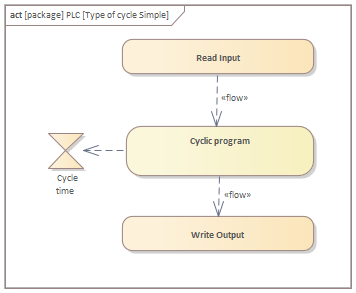 act [package] PLC [Type of cycle Simple]
Read Input
«flow»
Cyclic program
Cycle
time
«flow»
Write Output